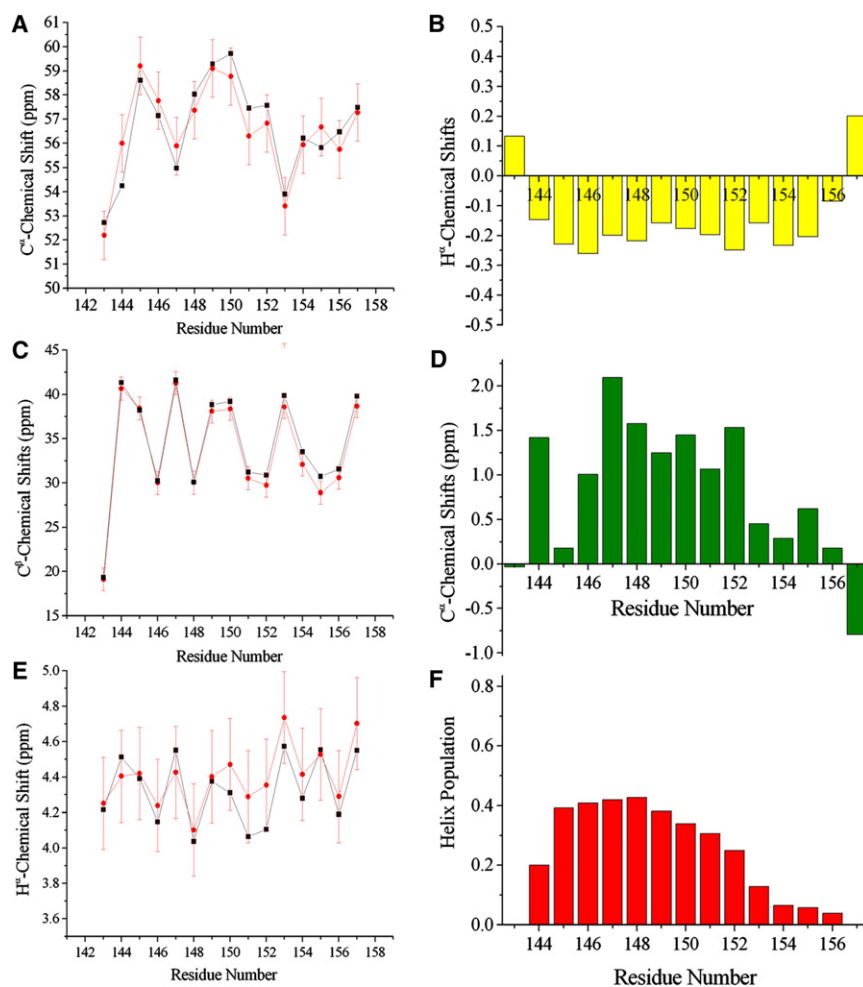 A
61
60
59
58
57
56
55
54
53
52
51
50
Cα-Chemical Shift (ppm)
142 144 146 148 150 152 154 156 158
Residue Number
B
0.5
0.4
0.3
0.2
0.1
0.0
-0.1
-0.2
-0.3
-0.4
-0.5
Hα-Chemical Shifts
144 146 148 150 152 154 156
C
45
40
35
30
25
20
15
Cβ-Chemical Shifts (ppm)
142 144 146 148 150 152 154 156 158
Residue Number
D
2.0
1.5
1.0
0.5
0.0
-0.5
-1.0
Cα-Chemical Shifts (ppm)
144 146 148 150 152 154 156
Residue Number
E
5.0
4.8
4.6
4.4
4.2
4.0
3.8
3.6
Hα-Chemical Shift (ppm)
142 144 146 148 150 152 154 156 158
Residue Number
F
0.8
0.6
0.4
0.2
0.0
Helix Population
144 146 148 150 152 154 156
Residue Number